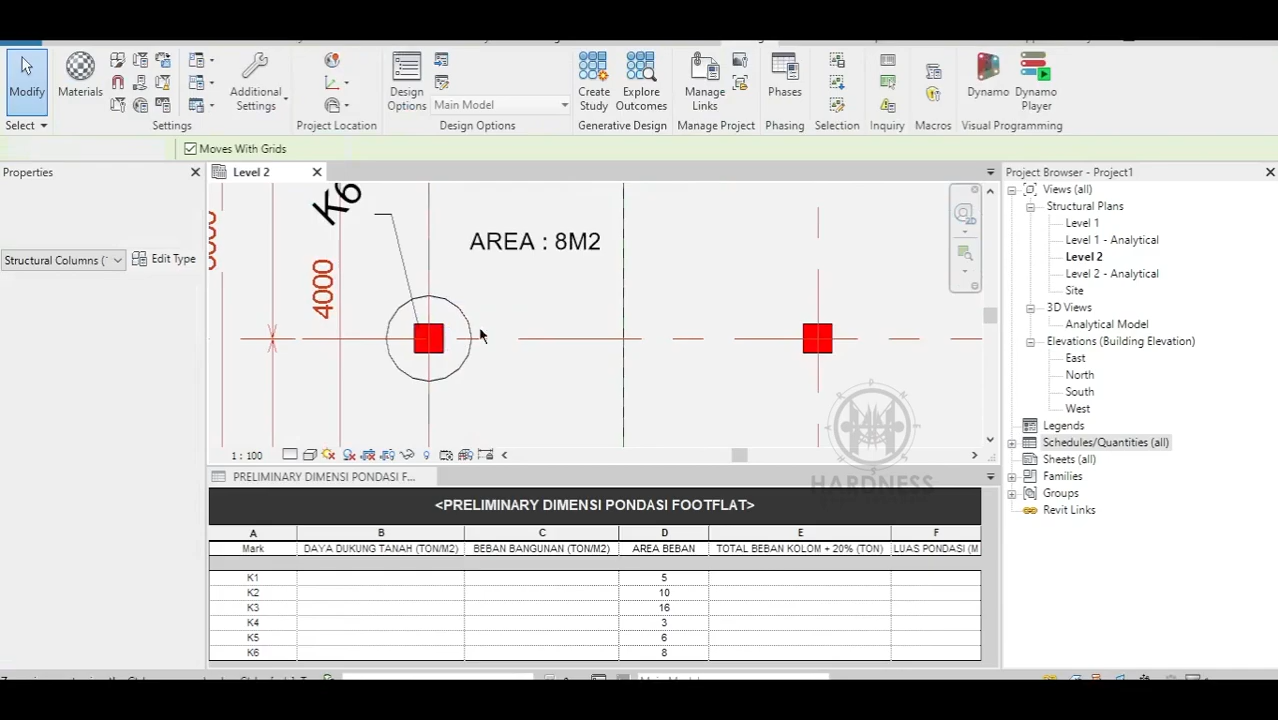 Modify
Materials
Additional
Settings
Design
Options
Main Model
Create
Study
Explore
Outcomes
Manage
Links
Phases
Dynamo
Dynamo
Player
Select
Settings
Project Location
Design Options
Generative Design
Manage Project
Phasing
Selection
Inquiry
Macros
Visual Programming
Moves With Grids
Properties
Structural Columns (
Edit Type
Level 2
K6
AREA : 8M2
4000
2D
1 : 100
HARDNESS
Project Browser - Project1
Views (all)
Structural Plans
Level 1
Level 1 - Analytical
Level 2
Level 2 - Analytical
Site
3D Views
Analytical Model
Elevations (Building Elevation)
East
North
South
West
Legends
Schedules/Quantities (all)
Sheets (all)
Families
Groups
Revit Links
PRELIMINARY DIMENSI PONDASI F...
<PRELIMINARY DIMENSI PONDASI FOOTFLAT>
A B C D E F
Mark DAYA DUKUNG TANAH (TON/M2) BEBAN BANGUNAN (TON/M2) AREA BEBAN TOTAL BEBAN KOLOM + 20% (TON) LUAS PONDASI (M
K1 5
K2 10
K3 16
K4 3
K5 6
K6 8